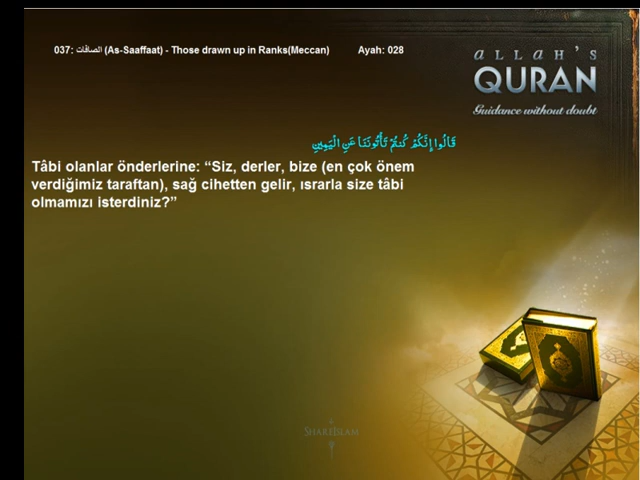 037: الصافات (As-Saaffaat) - Those drawn up in Ranks(Meccan) Ayah: 028
ALLAH'S
QURAN
Guidance without doubt
قَالُوا إِنَّكُمْ كُنتُمْ تَأْتُونَنَا عَنِ الْيَمِينِ
Tâbi olanlar önderlerine: “Siz, derler, bize (en çok önem
verdiğimiz taraftan), sağ cihetten gelir, ısrarla size tâbi
olmamızı isterdiniz?”
SHAREISLAM